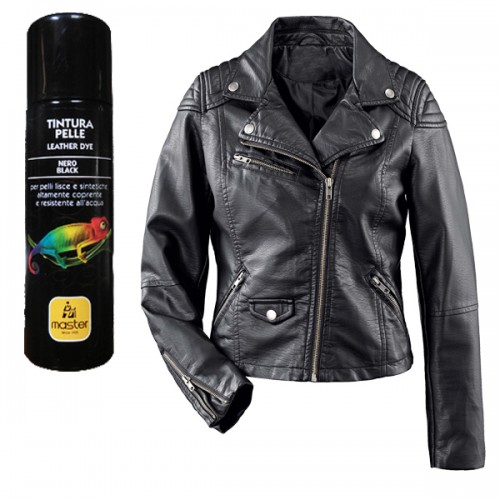 TINTURA
PELLE
LEATHER DYE
NERO
BLACK
per pelli lisce e sintetiche
altamente coprente
e resistente all'acqua
master